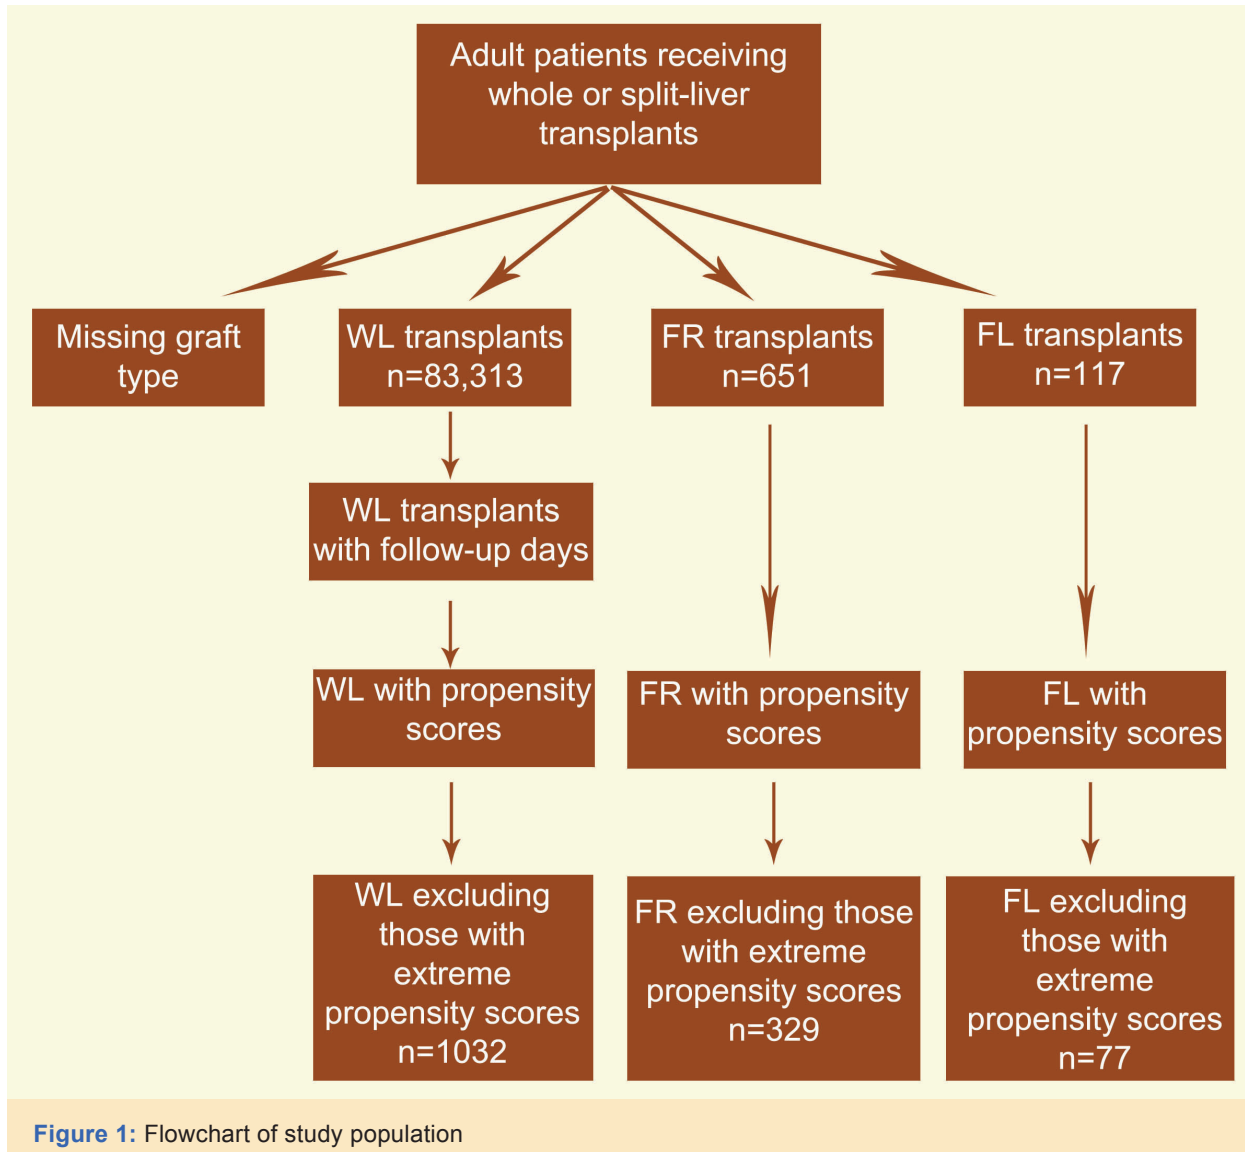 Adult patients receiving
whole or split-liver
transplants
Missing graft
type
WL transplants
n=83,313
FR transplants
n=651
FL transplants
n=117
WL transplants
with follow-up days
WL with propensity
scores
FR with propensity
scores
FL with
propensity scores
WL excluding
those with
extreme
propensity scores
n=1032
FR excluding those
with extreme
propensity scores
n=329
FL excluding
those with
extreme
propensity scores
n=77
Figure 1: Flowchart of study population